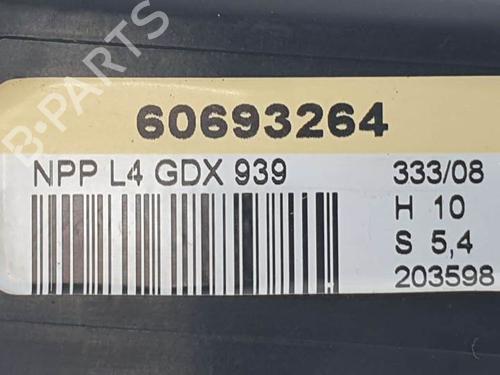 B-PARTS
60693264
NPP L4 GDX 939
333/08
H 10
S 5,4
203598